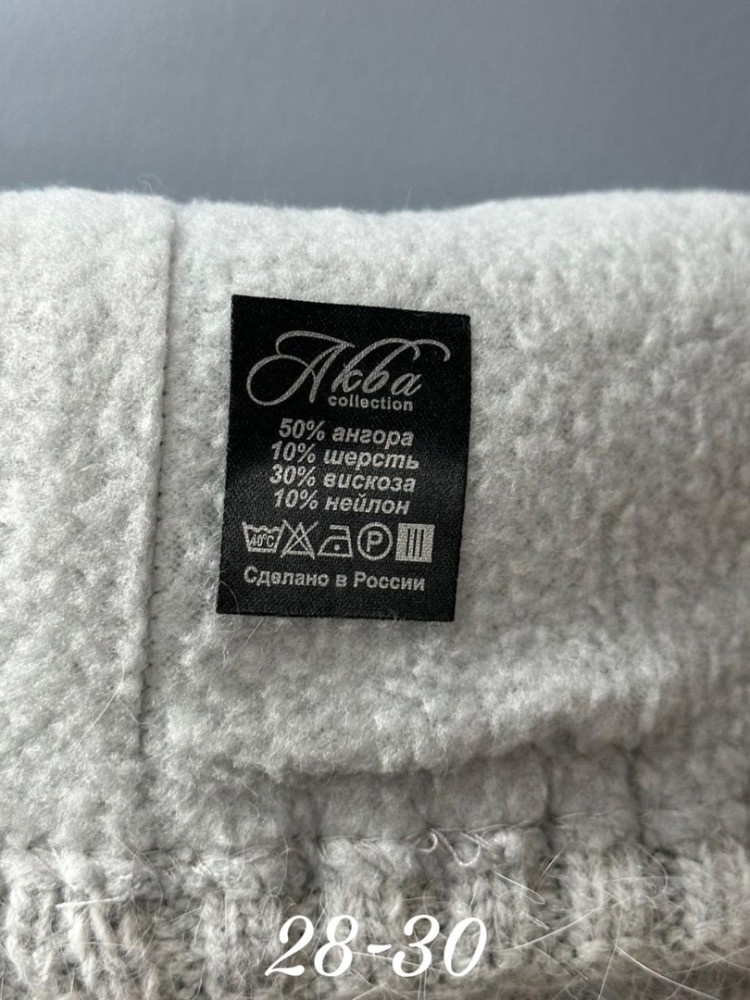 Аква
collection
50% ангора
10% шерсть
30% вискоза
10% нейлон
40°C P
Сделано в России
28-30